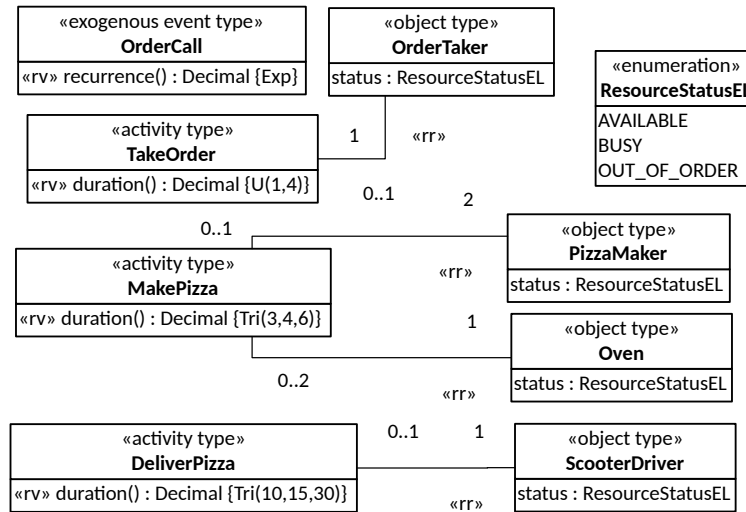 «exogenous event type»
OrderCall
«rv» recurrence() : Decimal {Exp}
«object type»
OrderTaker
status : ResourceStatusEL
«enumeration»
ResourceStatusEL
AVAILABLE
BUSY
OUT_OF_ORDER
«activity type»
TakeOrder
«rv» duration() : Decimal {U(1,4)}
1
«rr»
0..1
2
0..1
«activity type»
MakePizza
«rv» duration() : Decimal {Tri(3,4,6)}
«object type»
PizzaMaker
status : ResourceStatusEL
«rr»
1
«object type»
Oven
status : ResourceStatusEL
0..2
«rr»
«activity type»
DeliverPizza
«rv» duration() : Decimal {Tri(10,15,30)}
0..1
1
«object type»
ScooterDriver
status : ResourceStatusEL
«rr»